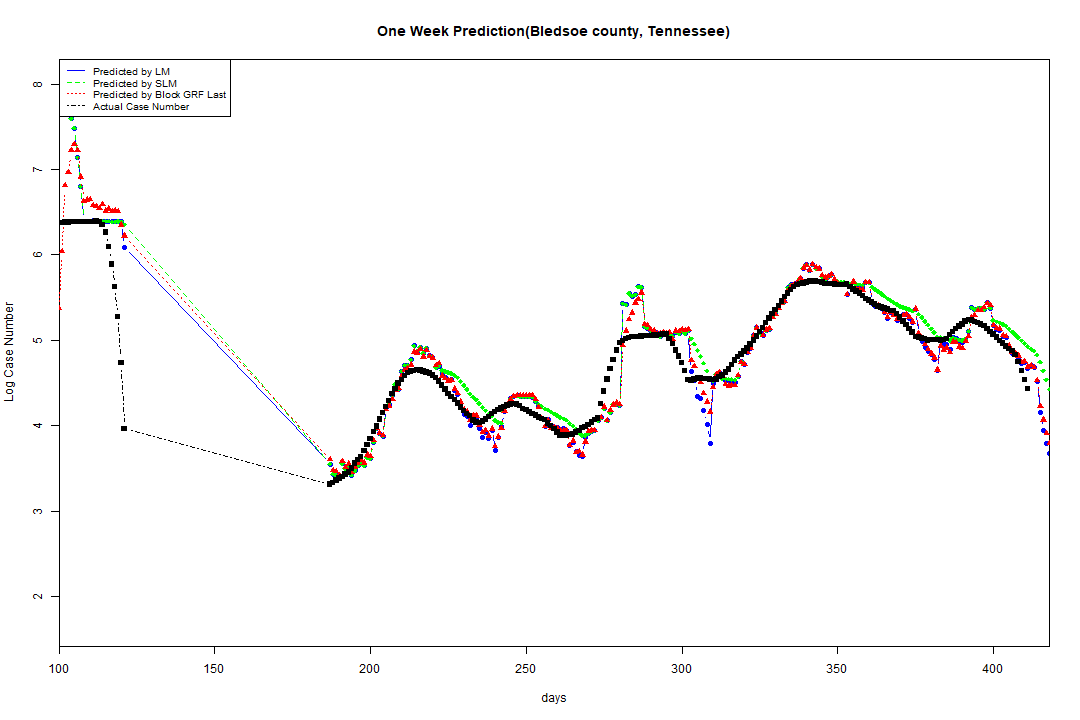 One Week Prediction(Bledsoe county, Tennessee)
Predicted by LM
Predicted by SLM
Predicted by Block GRF Last
Actual Case Number
Log Case Number
8
7
6
5
4
3
2
100 150 200 250 300 350 400
days